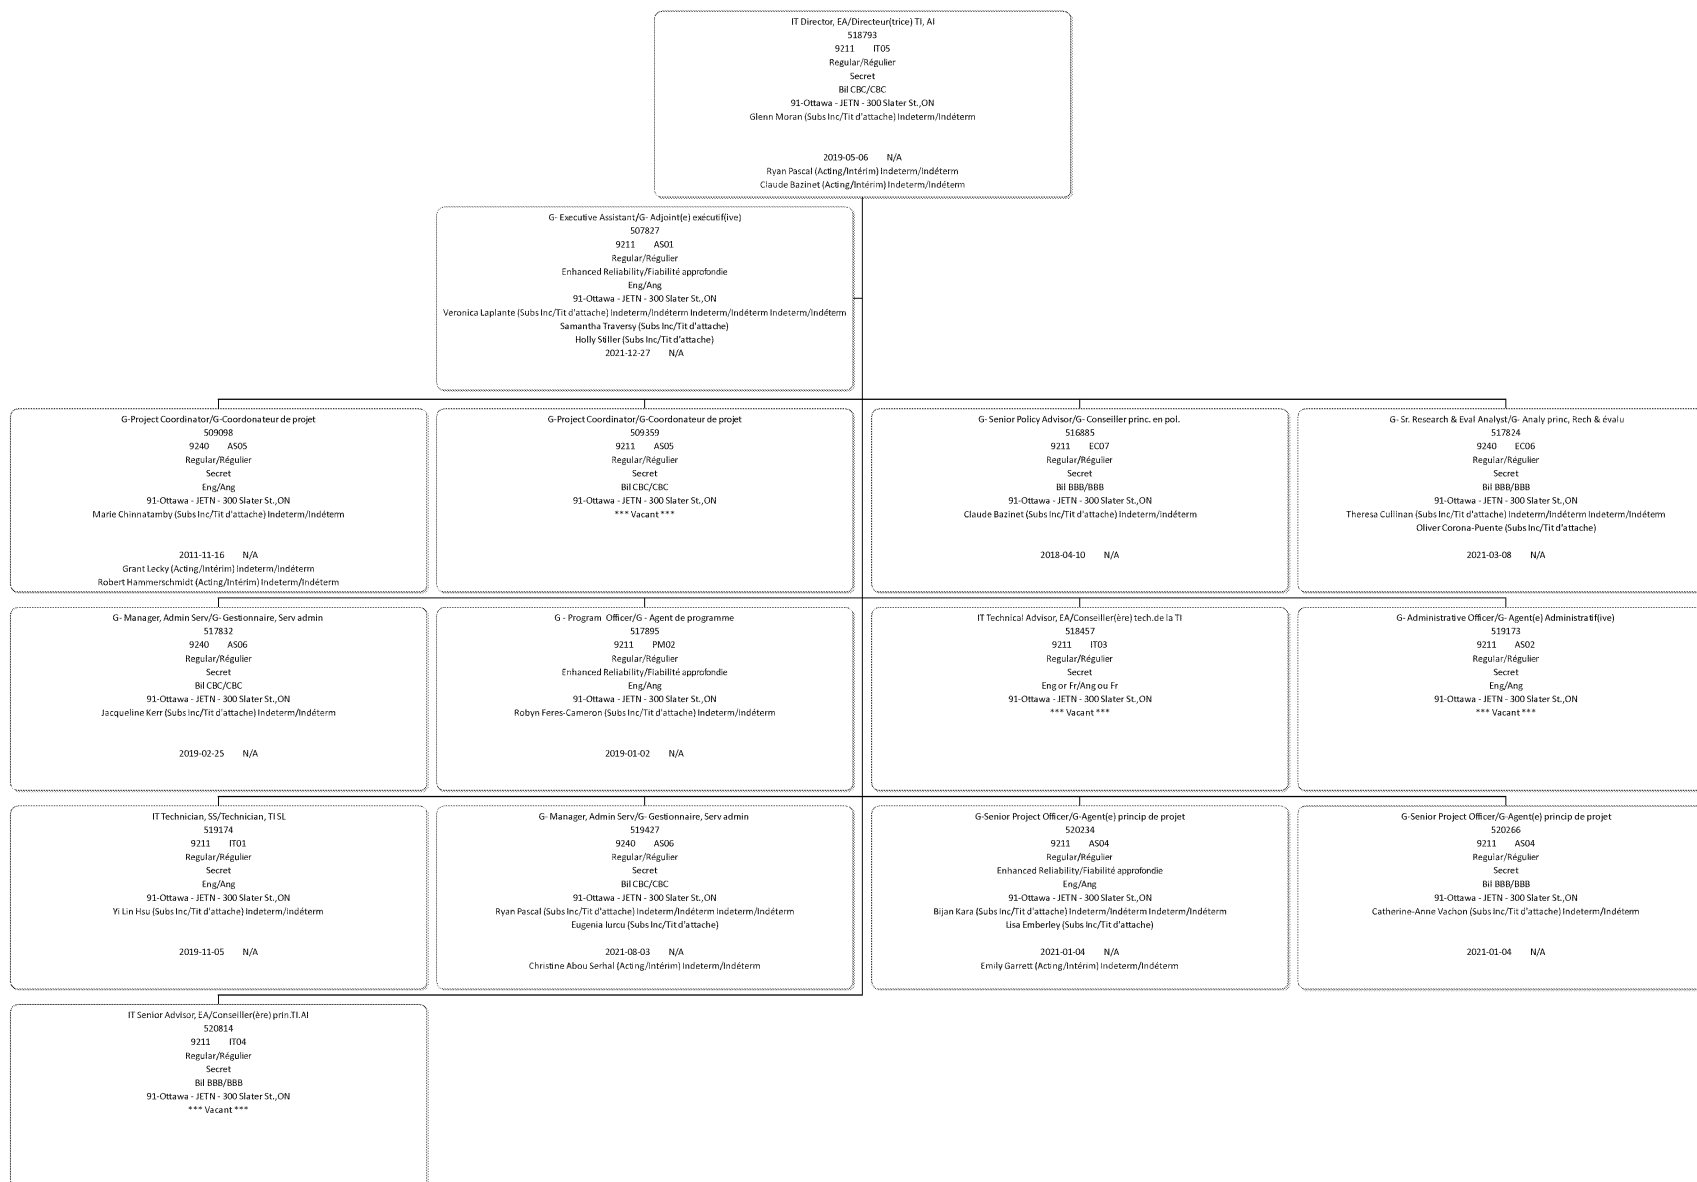 IT Director, EA/Directeur(trice) TI, AI
518793
9211 IT05
Regular/Régulier
Secret
Bil CBC/CBC
91-Ottawa - JETN - 300 Slater St.,ON
Glenn Moran (Subs Inc/Tit d'attache) Indeterm/Indéterm
2019-05-06 N/A
Ryan Pascal (Acting/Intérim) Indeterm/Indéterm
Claude Bazinet (Acting/Intérim) Indeterm/Indéterm
G- Executive Assistant/G- Adjoint(e) exécutif(ive)
507827
9211 AS01
Regular/Régulier
Enhanced Reliability/Fiabilité approfondie
Eng/Ang
91-Ottawa - JETN - 300 Slater St.,ON
Veronica Laplante (Subs Inc/Tit d'attache) Indeterm/Indéterm Indeterm/Indéterm Indeterm/Indéterm
Samantha Traversy (Subs Inc/Tit d'attache)
Holly Stiller (Subs Inc/Tit d'attache)
2021-12-27 N/A
G-Project Coordinator/G-Coordonateur de projet
509098
9240 AS05
Regular/Régulier
Secret
Eng/Ang
91-Ottawa - JETN - 300 Slater St.,ON
Marie Chinnatamby (Subs Inc/Tit d'attache) Indeterm/Indéterm
2011-11-16 N/A
Grant Lecky (Acting/Intérim) Indeterm/Indéterm
Robert Hammerschmidt (Acting/Intérim) Indeterm/Indéterm
G-Project Coordinator/G-Coordonateur de projet
509359
9211 AS05
Regular/Régulier
Secret
Bil CBC/CBC
91-Ottawa - JETN - 300 Slater St.,ON
*** Vacant ***
G- Senior Policy Advisor/G- Conseiller princ. en pol.
516885
9211 EC07
Regular/Régulier
Secret
Bil BBB/BBB
91-Ottawa - JETN - 300 Slater St.,ON
Claude Bazinet (Subs Inc/Tit d'attache) Indeterm/Indéterm
2018-04-10 N/A
G- Sr. Research & Eval Analyst/G- Analy princ, Rech & évalu
517824
9240 EC06
Regular/Régulier
Secret
Bil BBB/BBB
91-Ottawa - JETN - 300 Slater St.,ON
Theresa Cullinan (Subs Inc/Tit d'attache) Indeterm/Indéterm Indeterm/Indéterm
Oliver Corona-Puente (Subs Inc/Tit d'attache)
2021-03-08 N/A
G- Manager, Admin Serv/G- Gestionnaire, Serv admin
517832
9240 AS06
Regular/Régulier
Secret
Bil CBC/CBC
91-Ottawa - JETN - 300 Slater St.,ON
Jacqueline Kerr (Subs Inc/Tit d'attache) Indeterm/Indéterm
2019-02-25 N/A
G - Program Officer/G - Agent de programme
517895
9211 PM02
Regular/Régulier
Enhanced Reliability/Fiabilité approfondie
Eng/Ang
91-Ottawa - JETN - 300 Slater St.,ON
Robyn Feres-Cameron (Subs Inc/Tit d'attache) Indeterm/Indéterm
2019-01-02 N/A
IT Technical Advisor, EA/Conseiller(ère) tech.de la TI
518457
9211 IT03
Regular/Régulier
Secret
Eng or Fr/Ang ou Fr
91-Ottawa - JETN - 300 Slater St.,ON
*** Vacant ***
G- Administrative Officer/G- Agent(e) Administratif(ive)
519173
9211 AS02
Regular/Régulier
Secret
Eng/Ang
91-Ottawa - JETN - 300 Slater St.,ON
*** Vacant ***
IT Technician, SS/Technician, TI SL
519174
9211 IT01
Regular/Régulier
Secret
Eng/Ang
91-Ottawa - JETN - 300 Slater St.,ON
Yi Lin Hsu (Subs Inc/Tit d'attache) Indeterm/Indéterm
2019-11-05 N/A
G- Manager, Admin Serv/G- Gestionnaire, Serv admin
519427
9240 AS06
Regular/Régulier
Secret
Bil CBC/CBC
91-Ottawa - JETN - 300 Slater St.,ON
Ryan Pascal (Subs Inc/Tit d'attache) Indeterm/Indéterm Indeterm/Indéterm
Eugenia Iurcu (Subs Inc/Tit d'attache)
2021-08-03 N/A
Christine Abou Serhal (Acting/Intérim) Indeterm/Indéterm
G-Senior Project Officer/G-Agent(e) princip de projet
520234
9211 AS04
Regular/Régulier
Enhanced Reliability/Fiabilité approfondie
Eng/Ang
91-Ottawa - JETN - 300 Slater St.,ON
Bijan Kara (Subs Inc/Tit d'attache) Indeterm/Indéterm Indeterm/Indéterm
Lisa Emberley (Subs Inc/Tit d'attache)
2021-01-04 N/A
Emily Garrett (Acting/Intérim) Indeterm/Indéterm
G-Senior Project Officer/G-Agent(e) princip de projet
520266
9211 AS04
Regular/Régulier
Secret
Bil BBB/BBB
91-Ottawa - JETN - 300 Slater St.,ON
Catherine-Anne Vachon (Subs Inc/Tit d'attache) Indeterm/Indéterm
2021-01-04 N/A
IT Senior Advisor, EA/Conseiller(ère) prin.TI.AI
520814
9211 IT04
Regular/Régulier
Secret
Bil BBB/BBB
91-Ottawa - JETN - 300 Slater St.,ON
*** Vacant ***